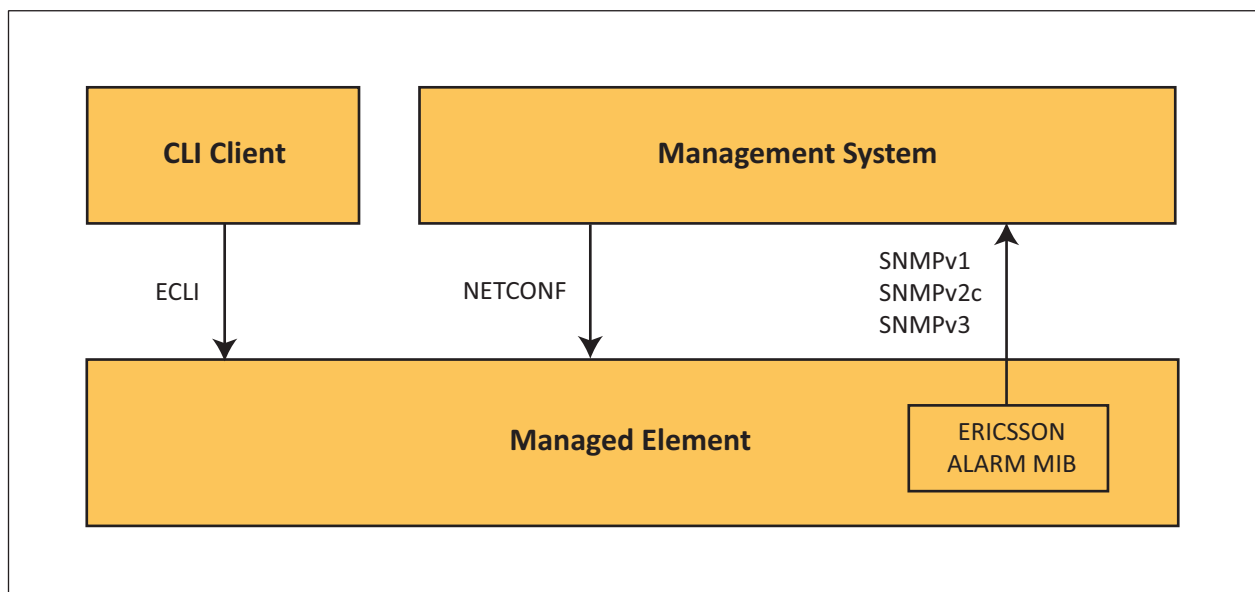 CLI Client
Management System
ECLI
NETCONF
SNMPv1
SNMPv2c
SNMPv3
Managed Element
ERICSSON
ALARM MIB